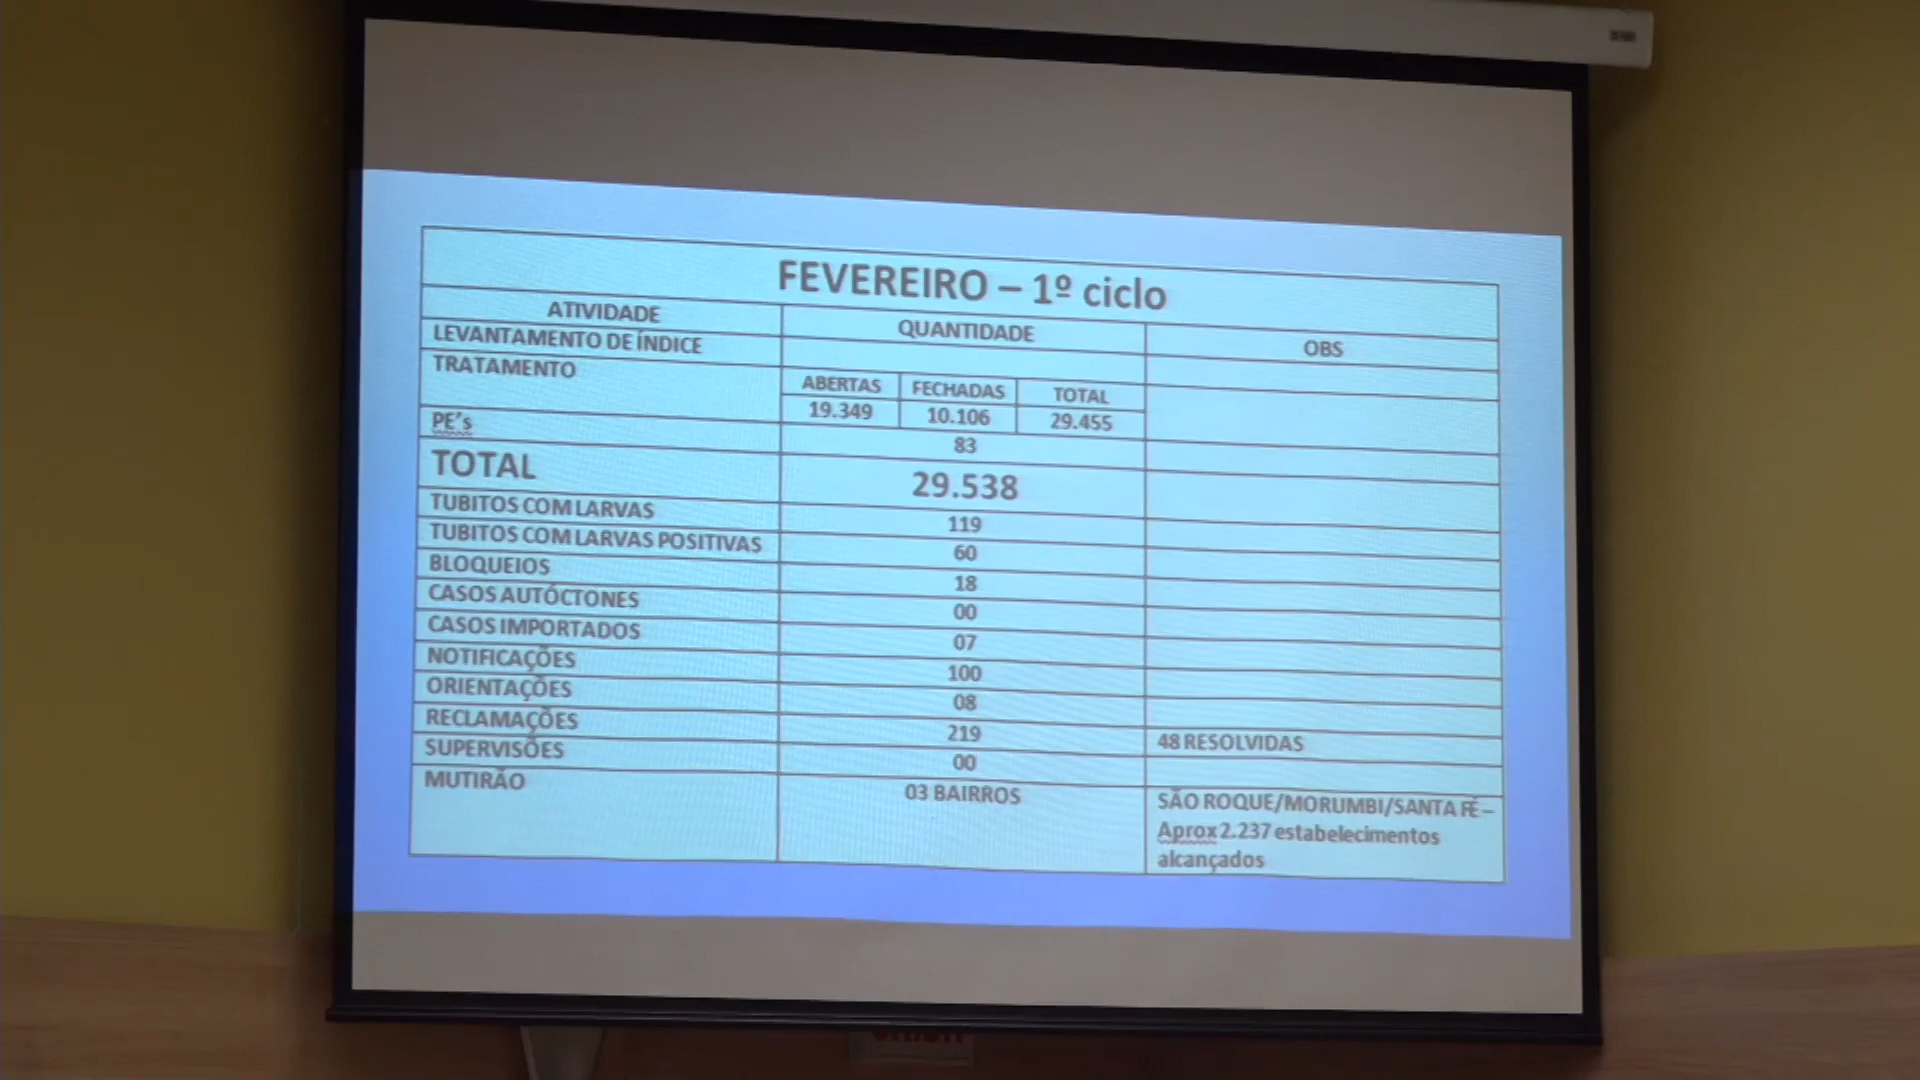 FEVEREIRO – 1º ciclo
ATIVIDADE QUANTIDADE OBS
LEVANTAMENTO DE ÍNDICE
TRATAMENTO
ABERTAS FECHADAS TOTAL
19.349 10.106 29.455
PE's 83
TOTAL 29.538
TUBITOS COM LARVAS 119
TUBITOS COM LARVAS POSITIVAS 60
BLOQUEIOS 18
CASOS AUTÓCTONES 00
CASOS IMPORTADOS 07
NOTIFICAÇÕES 100
ORIENTAÇÕES 08
RECLAMAÇÕES 219 48 RESOLVIDAS
SUPERVISÕES 00
MUTIRÃO 03 BAIRROS SÃO ROQUE/MORUMBI/SANTA FÉ –
Aprox 2.237 estabelecimentos
alcançados